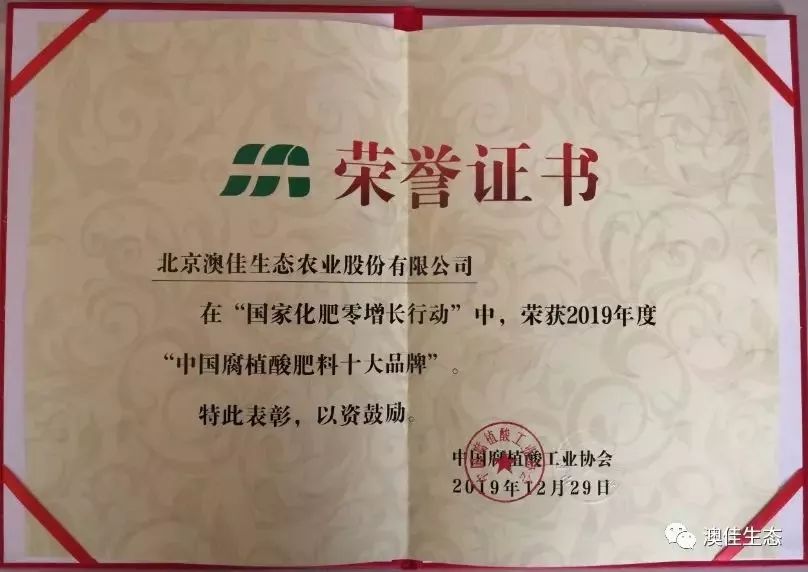 荣誉证书
北京澳佳生态农业股份有限公司
在“国家化肥零增长行动”中，荣获2019年度
“中国腐植酸肥料十大品牌”。
特此表彰，以资鼓励。
中国腐植酸工业协会
2019年12月29日
澳佳生态